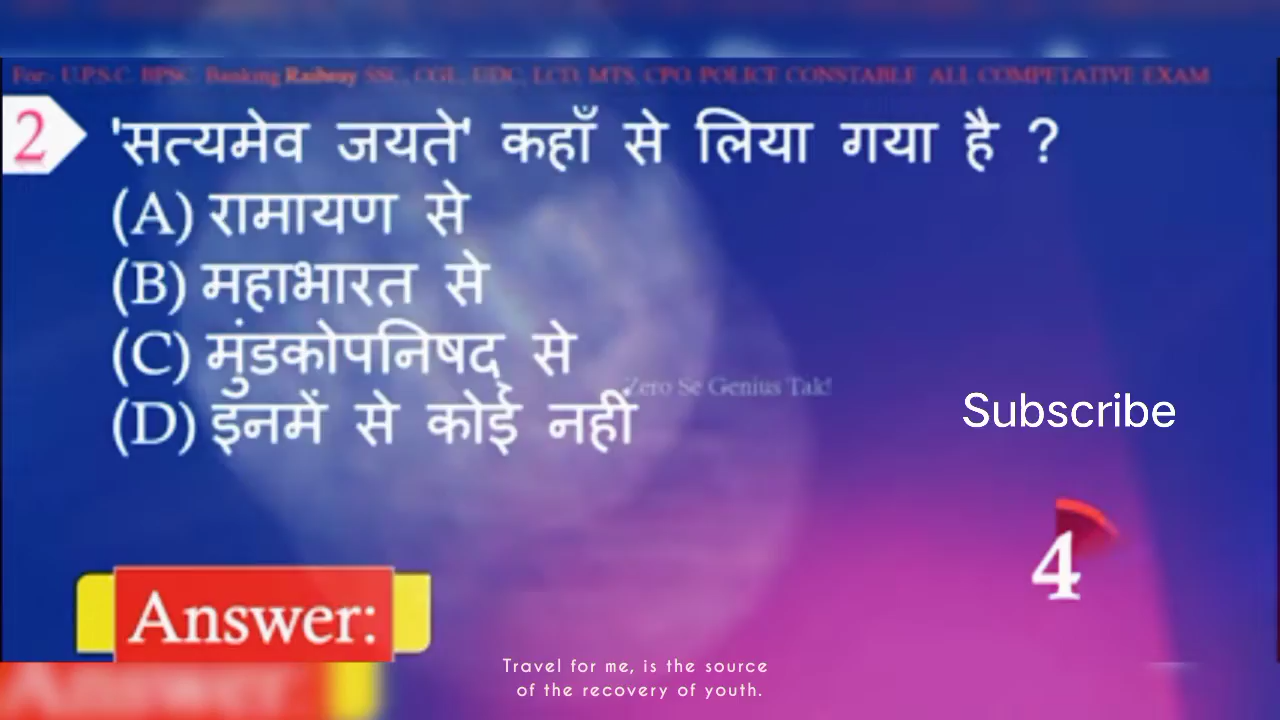 For:- U.P.S.C. BPSC. Banking Railway SSC, CGL, UDC, LCD, MTS, CPO, POLICE CONSTABLE ALL COMPETATIVE EXAM
2 'सत्यमेव जयते' कहाँ से लिया गया है ?
(A) रामायण से
(B) महाभारत से
(C) मुंडकोपनिषद् से
Zero Se Genius Tak!
(D) इनमें से कोई नहीं
Subscribe
4
Answer:
Answer:
Travel for me, is the source
of the recovery of youth.